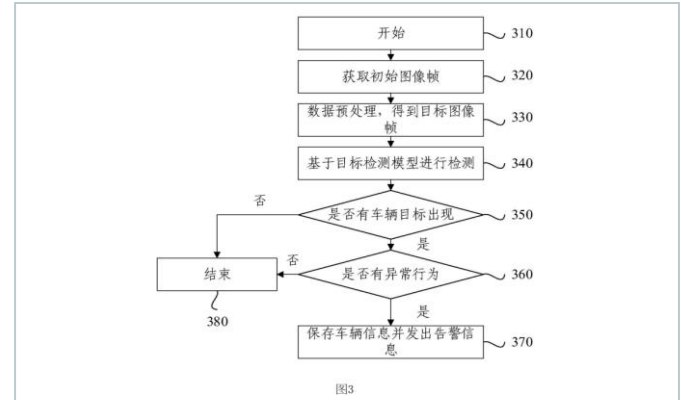 开始
310
获取初始图像帧
320
数据预处理，得到目标图像
帧
330
基于目标检测模型进行检测
340
否
是否有车辆目标出现
350
是
结束
否
是否有异常行为
360
380
是
保存车辆信息并发出告警信
息
370
图3